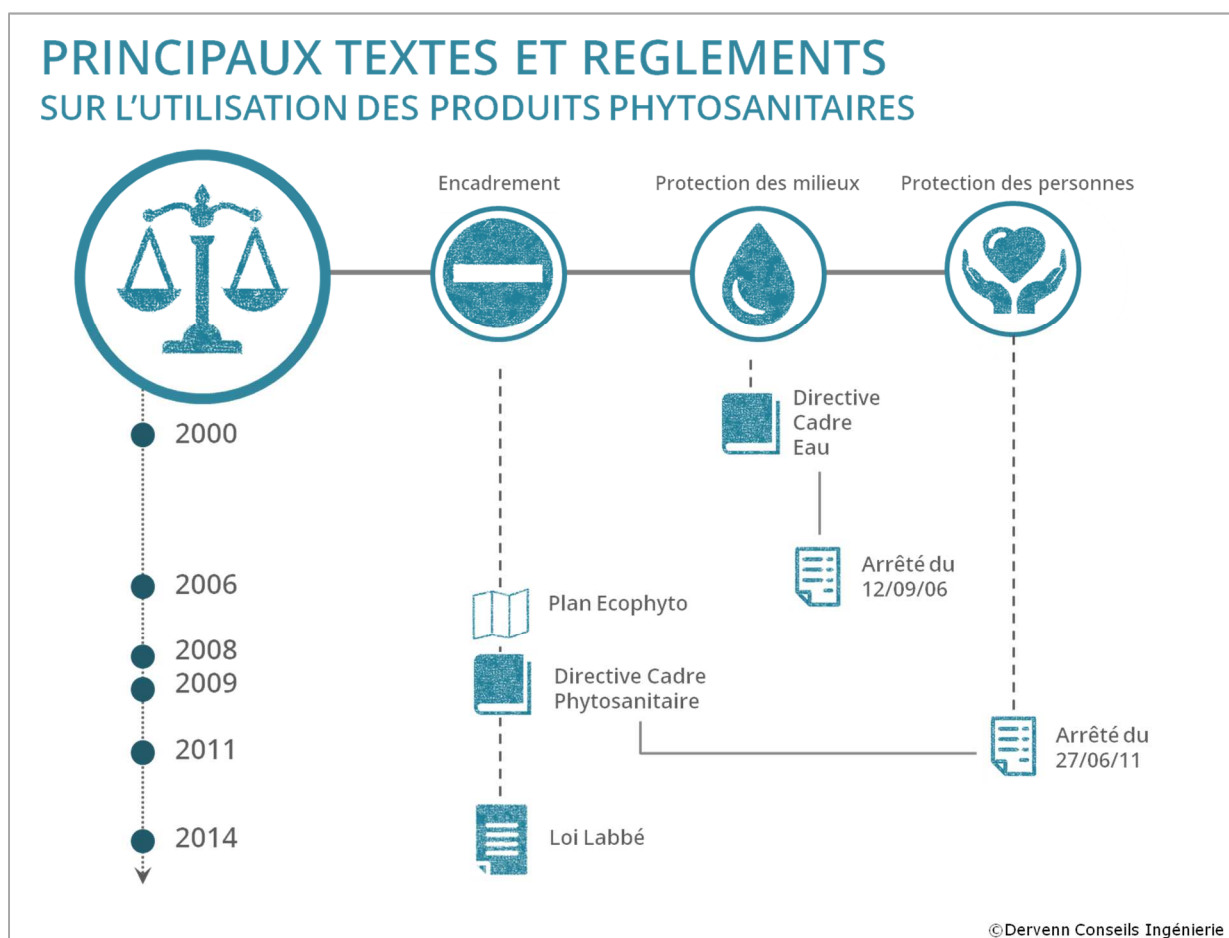 PRINCIPAUX TEXTES ET REGLEMENTS
SUR L'UTILISATION DES PRODUITS PHYTOSANITAIRES
Encadrement
Protection des milieux
Protection des personnes
2000
Directive
Cadre
Eau
2006
Arrêté du
12/09/06
Plan Ecophyto
2008
2009
Directive Cadre
Phytosanitaire
2011
Arrêté du
27/06/11
2014
Loi Labbé
©Dervenn Conseils Ingénierie